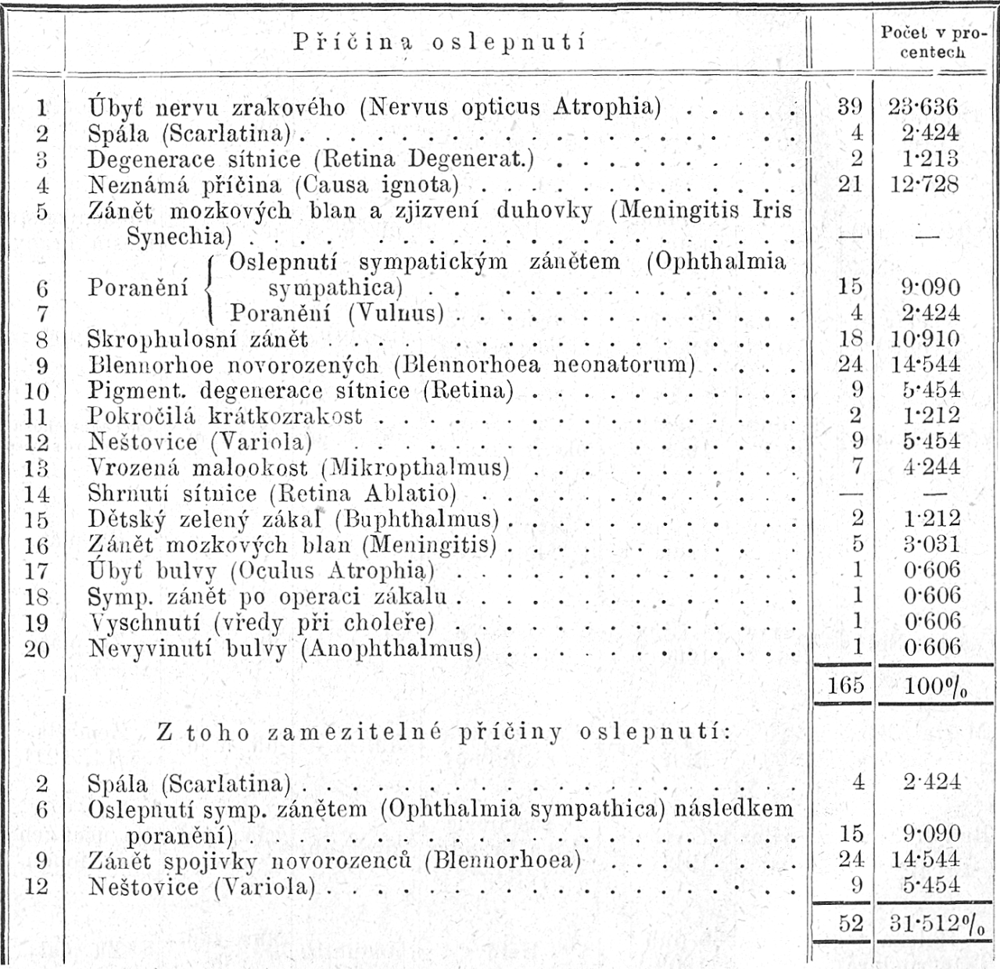 Příčina oslepnutí
Počet v pro-
centech
1 Úbyť nervu zrakového (Nervus opticus Atrophia) . . . . . 39 23·636
2 Spála (Scarlatina) . . . . . . . . . . . . . . . . . . 4 2·424
3 Degenerace sítnice (Retina Degenerat.) . . . . . . . . . . 2 1·213
4 Neznámá příčina (Causa ignota) . . . . . . . . . . . . . 21 12·728
5 Zánět mozkových blan a zjizvení duhovky (Meningitis Iris
Synechia) . . . . . . . . . . . . . . . . . . . . — —
Oslepnutí sympatickým zánětem (Ophthalmia
6 Poranění { sympathica) . . . . . . . . . . . . . . 15 9·090
7 Poranění (Vulnus) . . . . . . . . . . . . . . 4 2·424
8 Skrophulosní zánět . . . . . . . . . . . . . . . . . 18 10·910
9 Blennorhoe novorozených (Blennorhoea neonatorum) . . . . 24 14·544
10 Pigment. degenerace sítnice (Retina) . . . . . . . . . . . 9 5·454
11 Pokročilá krátkozrakost . . . . . . . . . . . . . . . . . 2 1·212
12 Neštovice (Variola) . . . . . . . . . . . . . . . . . . 9 5·454
13 Vrozená malookost (Mikropthalmus) . . . . . . . . . . . 7 4·244
14 Shrnutí sítnice (Retina Ablatio) . . . . . . . . . . . . . — —
15 Dětský zelený zákal (Buphthalmus) . . . . . . . . . . . . 2 1·212
16 Zánět mozkových blan (Meningitis) . . . . . . . . . . . . 5 3·031
17 Úbyť bulvy (Oculus Atrophia) . . . . . . . . . . . . . . 1 0·606
18 Symp. zánět po operaci zákalu . . . . . . . . . . . . . . 1 0·606
19 Vyschnutí (vředy při choleře) . . . . . . . . . . . . . . 1 0·606
20 Nevyvinutí bulvy (Anophthalmus) . . . . . . . . . . . . 1 0·606
165 100%
Z toho zamezitelné příčiny oslepnutí:
2 Spála (Scarlatina) . . . . . . . . . . . . . . . . . . . . 4 2·424
6 Oslepnutí symp. zánětem (Ophthalmia sympathica) následkem
poranění) . . . . . . . . . . . . . . . . . . . . 15 9·090
9 Zánět spojivky novorozenců (Blennorhoea) . . . . . . . . 24 14·544
12 Neštovice (Variola) . . . . . . . . . . . . . . . . . . . 9 5·454
52 31·512%